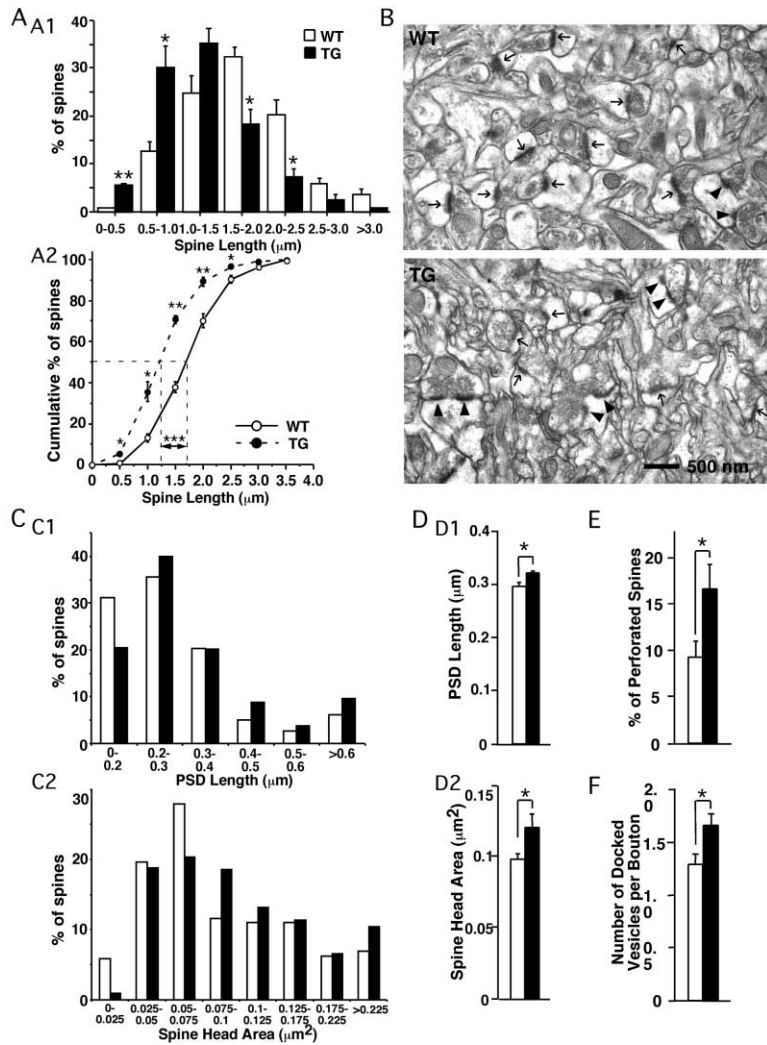 A A1
WT
TG
40
30
20
10
0
% of spines
*
**
*
*
0-0.5 0.5-1.0 1.0-1.5 1.5-2.0 2.0-2.5 2.5-3.0 >3.0
Spine Length (μm)
A2
100
80
60
40
20
0
Cumulative % of spines
*
*
**
**
*
***
WT
TG
0 0.5 1.0 1.5 2.0 2.5 3.0 3.5 4.0
Spine Length (μm)
B
WT
TG
500 nm
C C1
40
30
20
10
0
% of spines
0- 0.2- 0.3- 0.4- 0.5- >0.6
0.2 0.3 0.4 0.5 0.6
PSD Length (μm)
C2
30
20
10
0
% of spines
0- 0.025- 0.05- 0.075- 0.1- 0.125- 0.175- >0.225
0.025 0.05 0.075 0.1 0.125 0.175 0.225
Spine Head Area (μm²)
D D1
0.4
0.3
0.2
0.1
0
PSD Length (μm)
*
D2
0.15
0.1
0.05
0
Spine Head Area (μm²)
*
E
20
15
10
5
0
% of Perforated Spines
*
F
2.
0
1.5
1.
0
0.
5
0
Number of Docked
Vesicles per Bouton
*